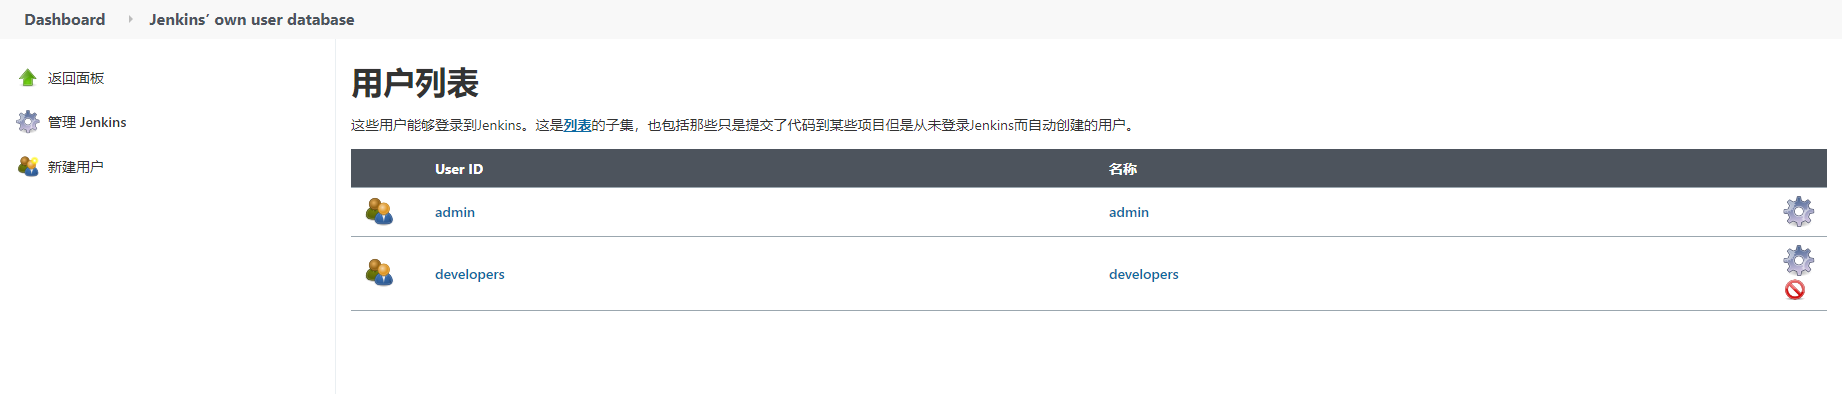 Dashboard Jenkins’ own user database
返回面板
管理 Jenkins
新建用户
用户列表
这些用户能够登录到Jenkins。这是列表的子集，也包括那些只是提交了代码到某些项目但是从未登录Jenkins而自动创建的用户。
User ID 名称
admin admin
developers developers